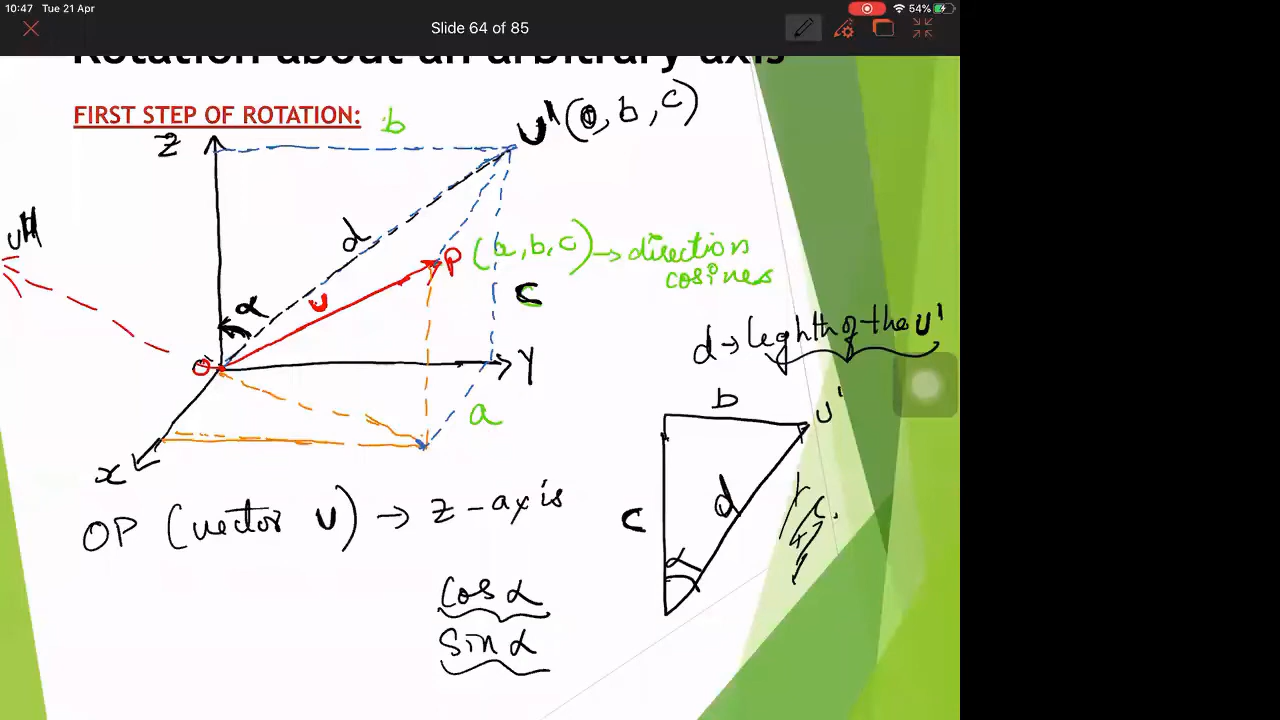 10:47 Tue 21 Apr
54%
Slide 64 of 85
Rotation about an arbitrary axis
FIRST STEP OF ROTATION:
b
U'(0, b, c)
Z
d
P (a, b, c) → direction
cosines
U
α
C
d → leghth of the U'
O
Y
b
U'
a
x
OP (vector U) → z-axis
C
d
α
Cos α
Sin α